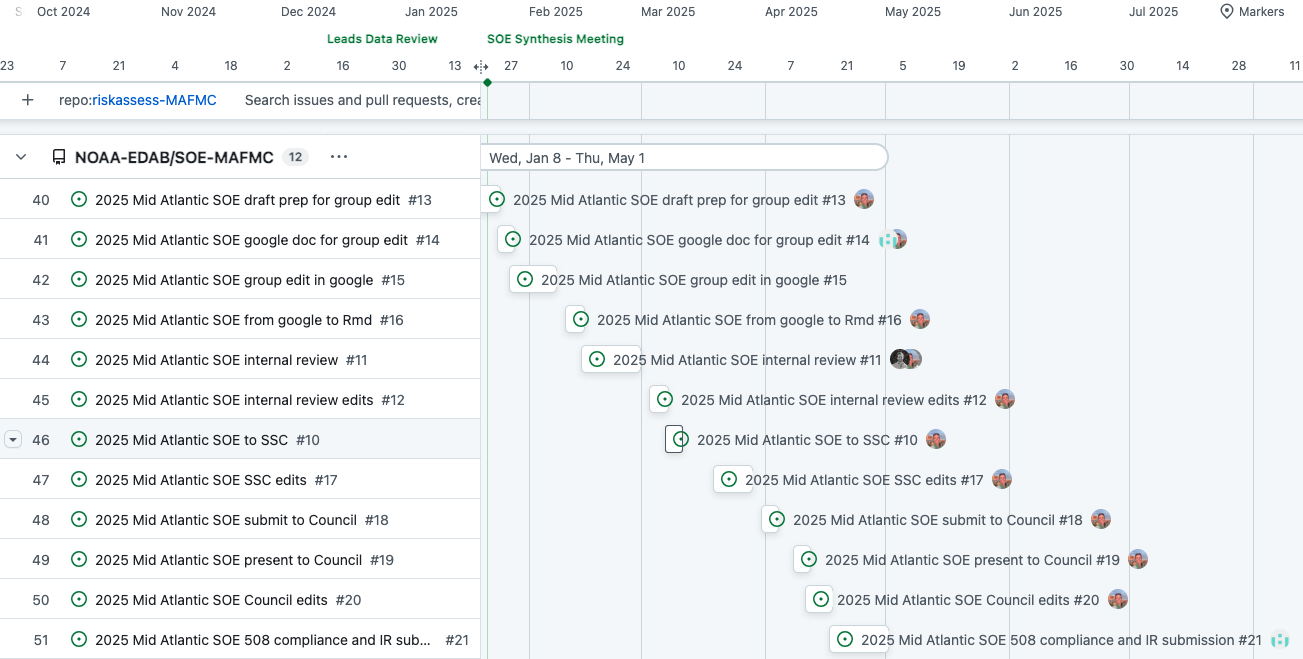 S Oct 2024 Nov 2024 Dec 2024 Jan 2025 Feb 2025 Mar 2025 Apr 2025 May 2025 Jun 2025 Jul 2025 Markers
Leads Data Review SOE Synthesis Meeting
23 7 21 4 18 2 16 30 13 27 10 24 10 24 7 21 5 19 2 16 30 14 28 11
repo:riskassess-MAFMC Search issues and pull requests, crea
NOAA-EDAB/SOE-MAFMC 12 ... Wed, Jan 8 - Thu, May 1
40 2025 Mid Atlantic SOE draft prep for group edit #13 2025 Mid Atlantic SOE draft prep for group edit #13
41 2025 Mid Atlantic SOE google doc for group edit #14 2025 Mid Atlantic SOE google doc for group edit #14
42 2025 Mid Atlantic SOE group edit in google #15 2025 Mid Atlantic SOE group edit in google #15
43 2025 Mid Atlantic SOE from google to Rmd #16 2025 Mid Atlantic SOE from google to Rmd #16
44 2025 Mid Atlantic SOE internal review #11 2025 Mid Atlantic SOE internal review #11
45 2025 Mid Atlantic SOE internal review edits #12 2025 Mid Atlantic SOE internal review edits #12
46 2025 Mid Atlantic SOE to SSC #10 2025 Mid Atlantic SOE to SSC #10
47 2025 Mid Atlantic SOE SSC edits #17 2025 Mid Atlantic SOE SSC edits #17
48 2025 Mid Atlantic SOE submit to Council #18 2025 Mid Atlantic SOE submit to Council #18
49 2025 Mid Atlantic SOE present to Council #19 2025 Mid Atlantic SOE present to Council #19
50 2025 Mid Atlantic SOE Council edits #20 2025 Mid Atlantic SOE Council edits #20
51 2025 Mid Atlantic SOE 508 compliance and IR sub... #21 2025 Mid Atlantic SOE 508 compliance and IR submission #21